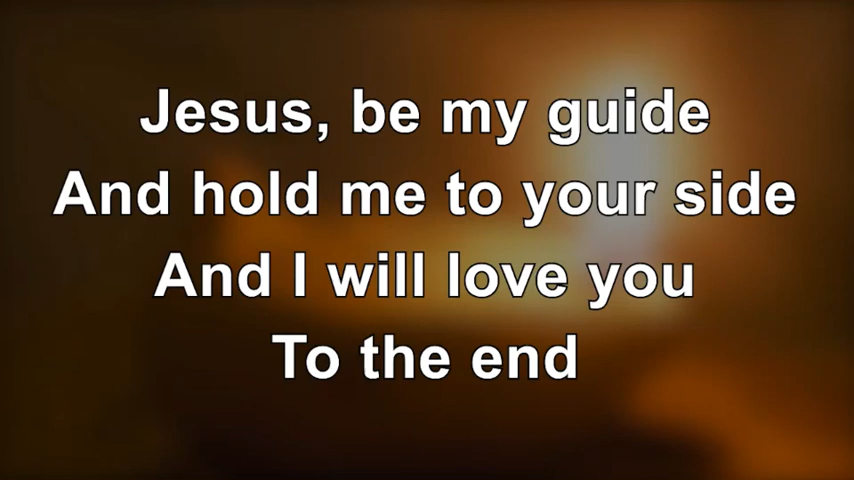 Jesus, be my guide
And hold me to your side
And I will love you
To the end